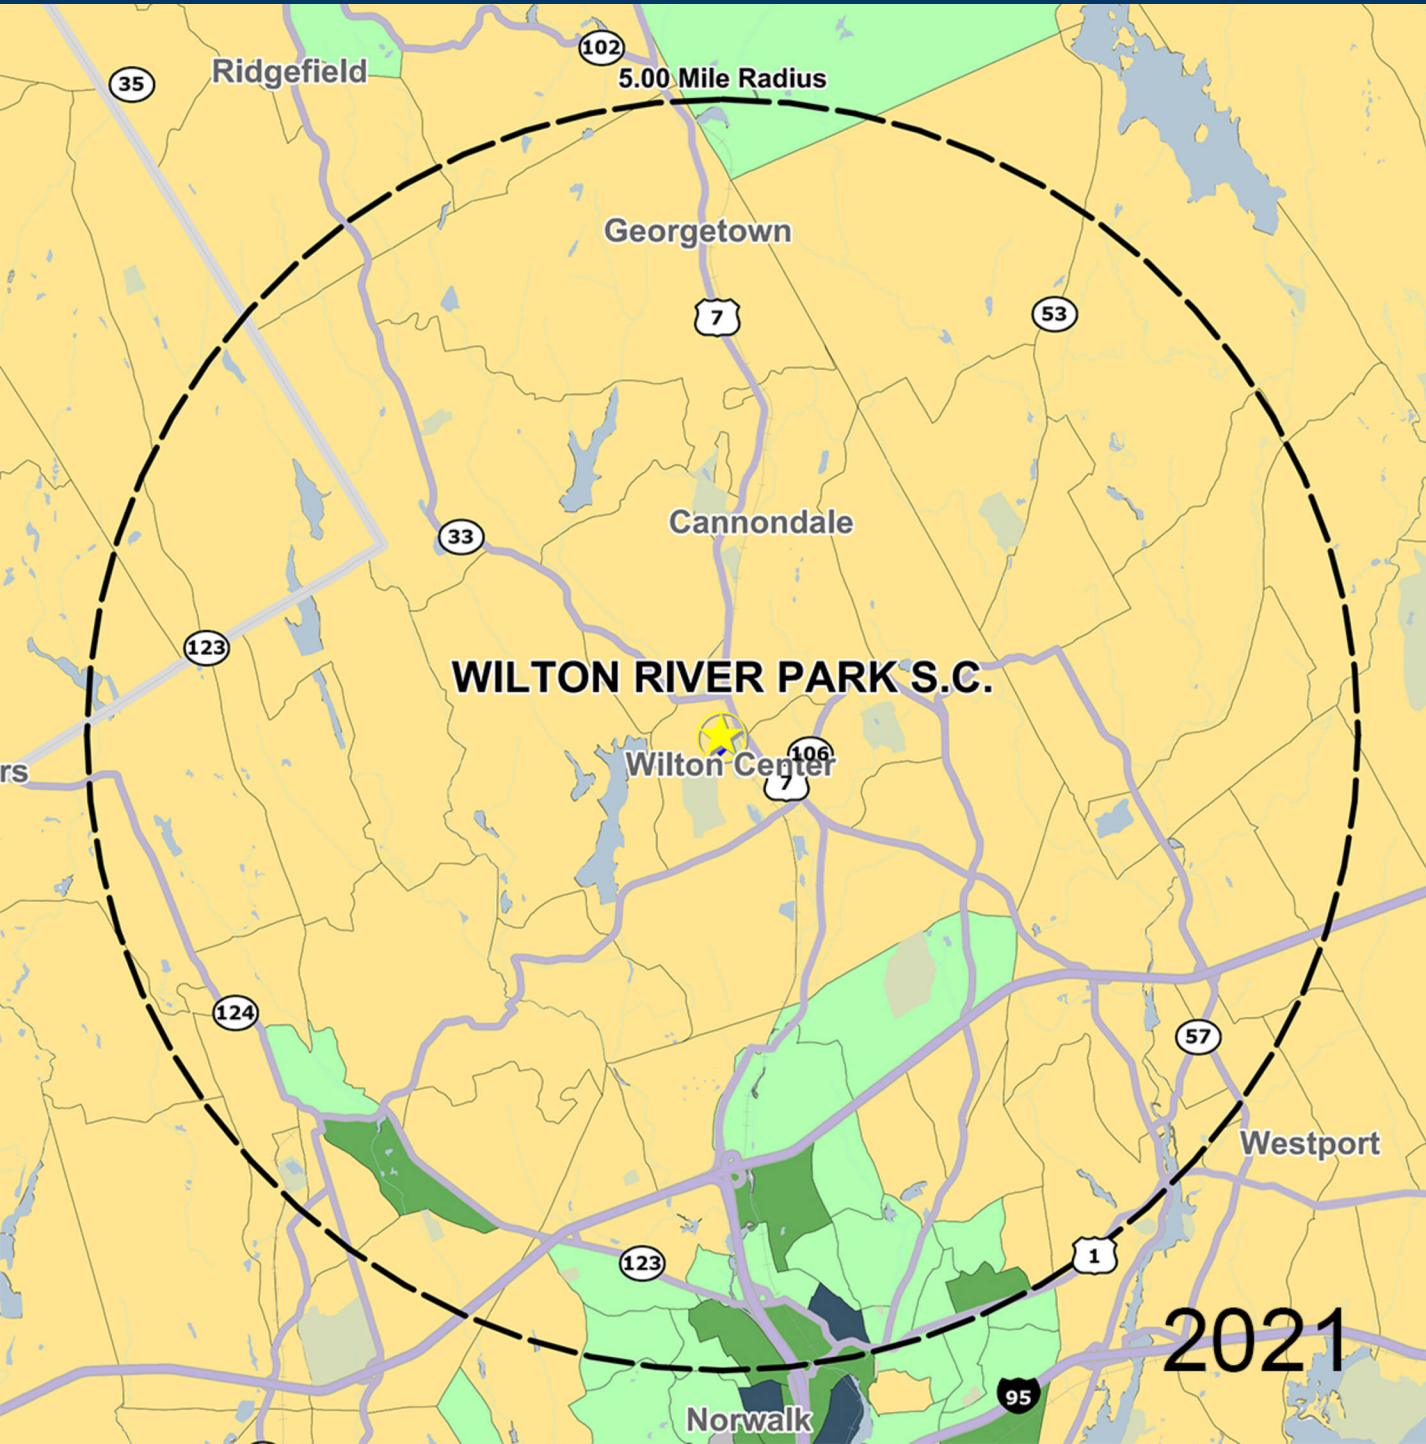 102
Ridgefield
5.00 Mile Radius
35
Georgetown
7
53
Cannondale
33
123
WILTON RIVER PARK S.C.
106
Wilton Center
rs
7
124
57
Westport
1
123
2021
95
Norwalk